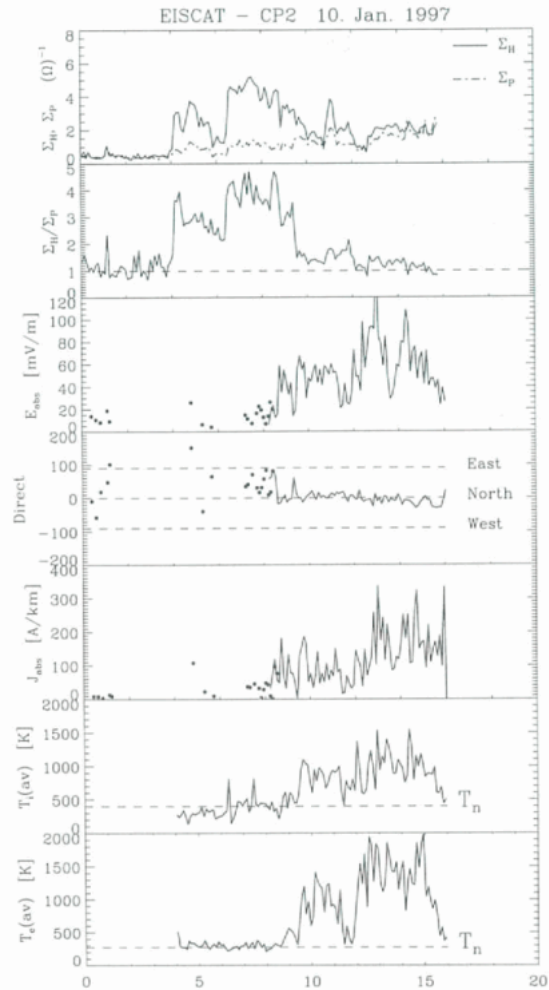 EISCAT – CP2 10. Jan. 1997
Σ_H, Σ_P (Ω)⁻¹
8
6
4
2
0
Σ_H
Σ_P
Σ_H/Σ_P
5
4
3
2
1
0
E_abs [mV/m]
120
100
80
60
40
20
0
Direct
200
100
0
−100
−200
East
North
West
J_abs [A/km]
400
300
200
100
0
T_i(av) [K]
1500
1000
500
0
T_n
T_e(av) [K]
2000
1500
1000
500
0
T_n
0 5 10 15 20